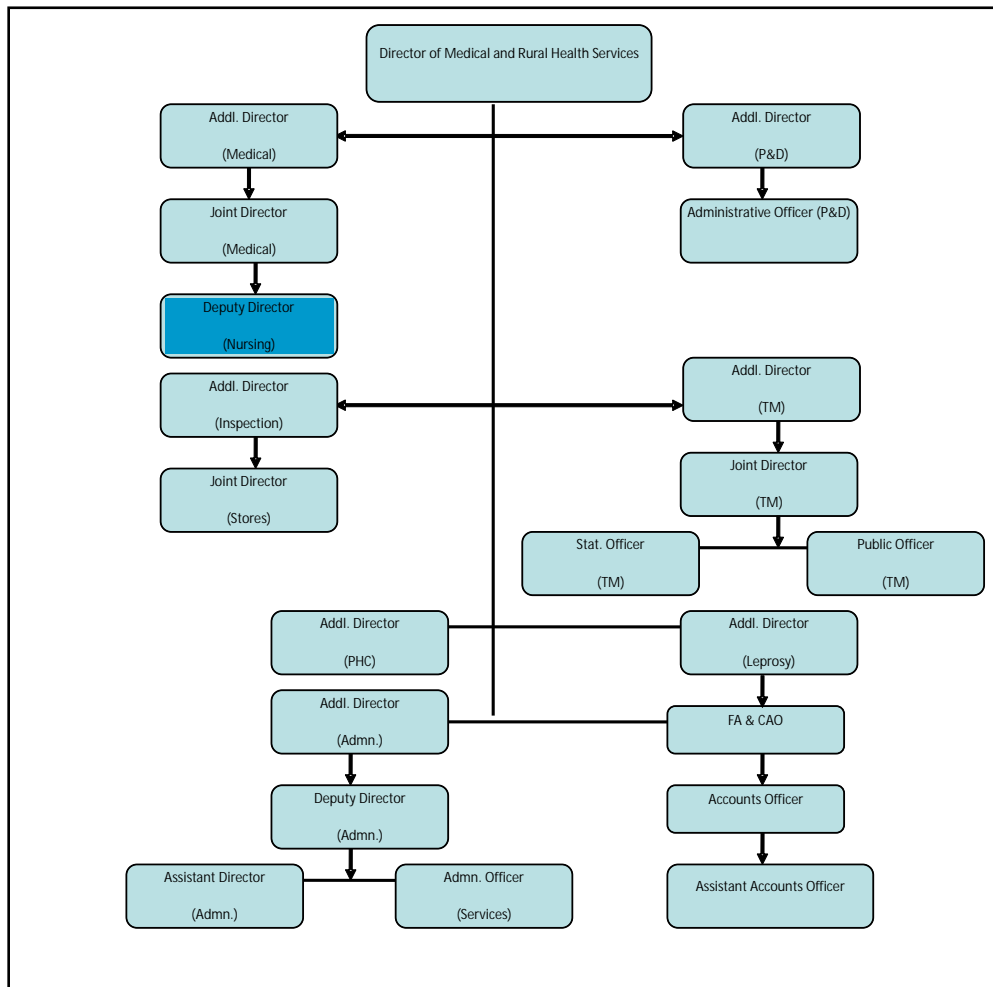 Director of Medical and Rural Health Services
Addl. Director
(Medical)
Addl. Director
(P&D)
Joint Director
(Medical)
Administrative Officer (P&D)
Deputy Director
(Nursing)
Addl. Director
(Inspection)
Addl. Director
(TM)
Joint Director
(Stores)
Joint Director
(TM)
Stat. Officer
(TM)
Public Officer
(TM)
Addl. Director
(PHC)
Addl. Director
(Leprosy)
Addl. Director
(Admn.)
FA & CAO
Deputy Director
(Admn.)
Accounts Officer
Assistant Director
(Admn.)
Admn. Officer
(Services)
Assistant Accounts Officer